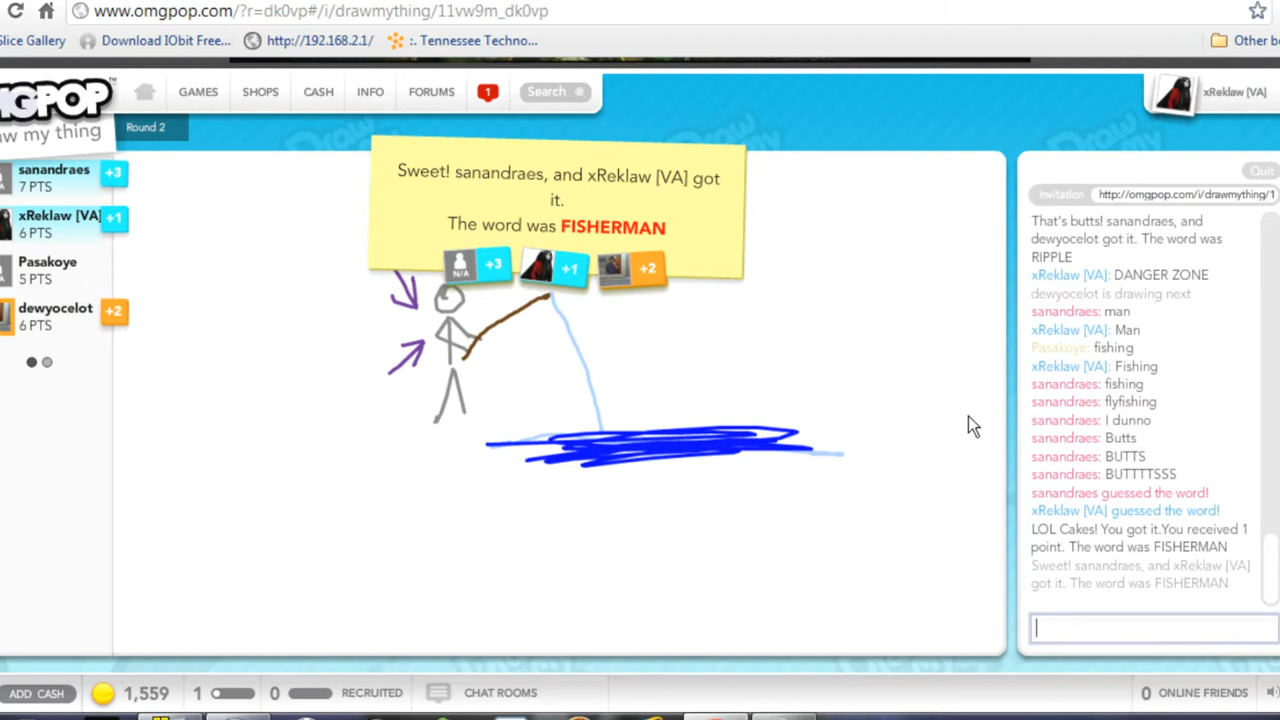 www.omgpop.com/?r=dk0vp#/i/drawmything/11vw9m_dk0vp
Slice Gallery
Download IObit Free...
http://192.168.2.1/
:. Tennessee Techno...
Other bo
MGPOP™
aw my thing
GAMES
SHOPS
CASH
INFO
FORUMS
1
Search
xReklaw [VA]
Round 2
sanandraes
7 PTS
+3
xReklaw [VA]
6 PTS
+1
Pasakoye
5 PTS
dewyocelot
6 PTS
+2
Sweet! sanandraes, and xReklaw [VA] got
it.
The word was FISHERMAN
N/A
+3
+1
+2
Quit
Invitation
http://omgpop.com/i/drawmything/1
That's butts! sanandraes, and
dewyocelot got it. The word was
RIPPLE
xReklaw [VA]: DANGER ZONE
dewyocelot is drawing next
sanandraes: man
xReklaw [VA]: Man
Pasakoye: fishing
xReklaw [VA]: Fishing
sanandraes: fishing
sanandraes: flyfishing
sanandraes: I dunno
sanandraes: Butts
sanandraes: BUTTS
sanandraes: BUTTTTSSS
sanandraes guessed the word!
xReklaw [VA] guessed the word!
LOL Cakes! You got it.You received 1
point. The word was FISHERMAN
Sweet! sanandraes, and xReklaw [VA]
got it. The word was FISHERMAN
ADD CASH
1,559
1
0
RECRUITED
CHAT ROOMS
0 ONLINE FRIENDS